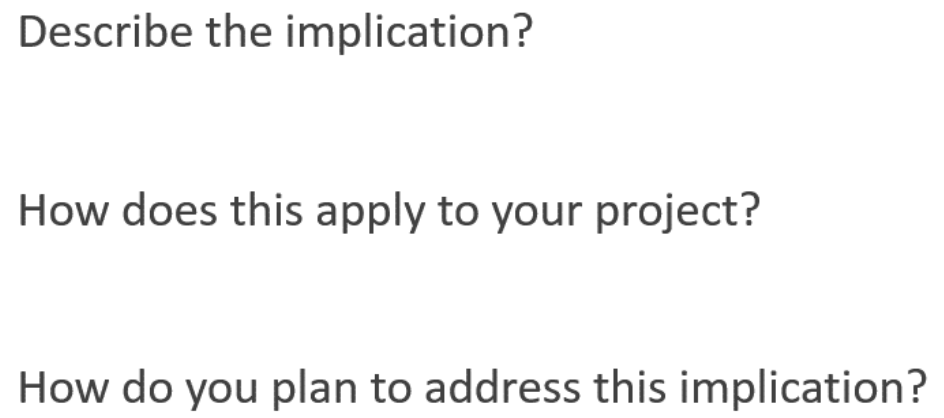 Describe the implication?
How does this apply to your project?
How do you plan to address this implication?